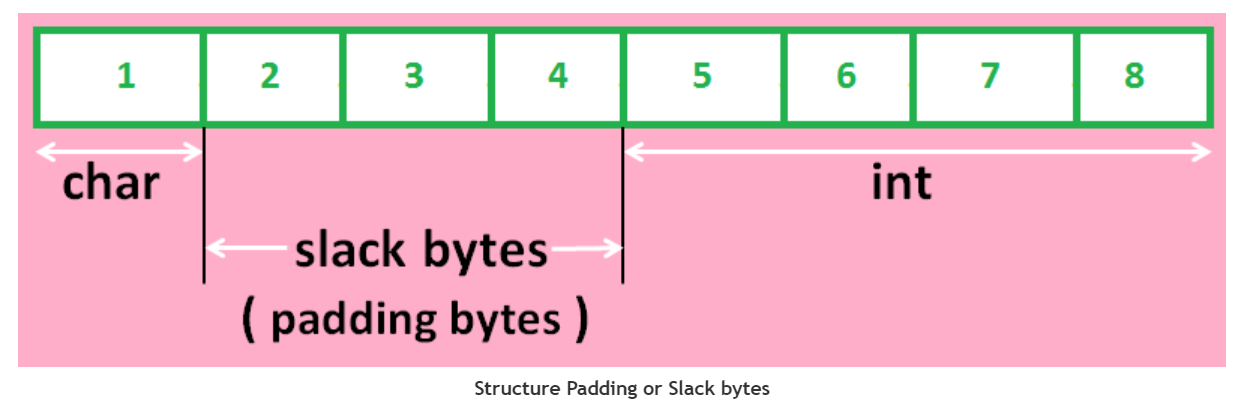 1 2 3 4 5 6 7 8
char int
slack bytes
( padding bytes )
Structure Padding or Slack bytes